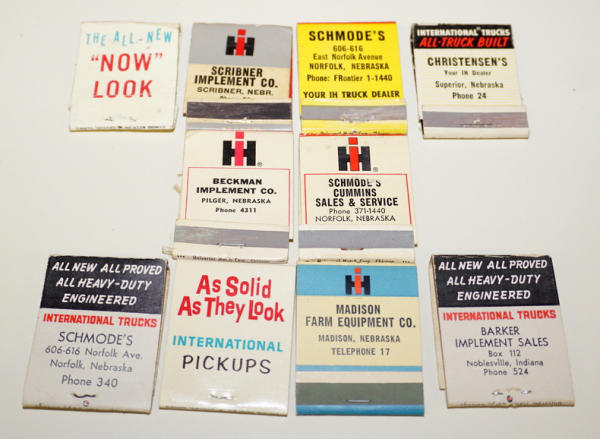 THE ALL-NEW
"NOW"
LOOK
IH
SCRIBNER
IMPLEMENT CO.
SCRIBNER, NEBR.
SCHMODE'S
606-616
East Norfolk Avenue
NORFOLK, NEBRASKA
Phone: FRontier 1-1440
YOUR IH TRUCK DEALER
INTERNATIONAL® TRUCKS
ALL-TRUCK BUILT
CHRISTENSEN'S
Your IH Dealer
Superior, Nebraska
Phone 24
IH®
BECKMAN
IMPLEMENT CO.
PILGER, NEBRASKA
Phone 4311
IH®
SCHMODE'S
CUMMINS
SALES & SERVICE
Phone 371-1440
NORFOLK, NEBRASKA
ALL NEW ALL PROVED
ALL HEAVY-DUTY
ENGINEERED
INTERNATIONAL TRUCKS
SCHMODE'S
606-616 Norfolk Ave.
Norfolk, Nebraska
Phone 340
As Solid
As They Look
INTERNATIONAL
PICKUPS
IH
MADISON
FARM EQUIPMENT CO.
MADISON, NEBRASKA
TELEPHONE 17
ALL NEW ALL PROVED
ALL HEAVY-DUTY
ENGINEERED
INTERNATIONAL TRUCKS
BARKER
IMPLEMENT SALES
Box 112
Noblesville, Indiana
Phone 524